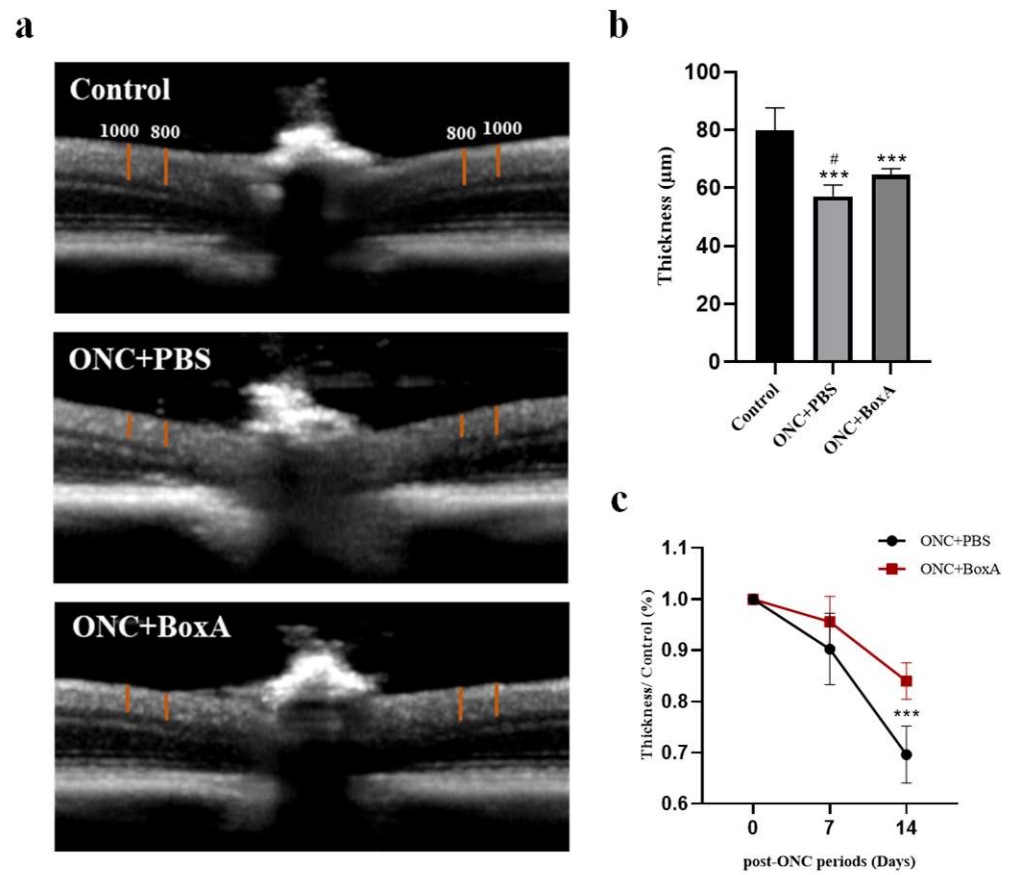 a
Control
1000 800
800 1000
ONC+PBS
ONC+BoxA
b
100
80
60
40
20
0
Thickness (μm)
#
***
***
Control
ONC+PBS
ONC+BoxA
c
ONC+PBS
ONC+BoxA
1.1
1.0
0.9
0.8
0.7
0.6
Thickness/ Control (%)
***
0 7 14
post-ONC periods (Days)